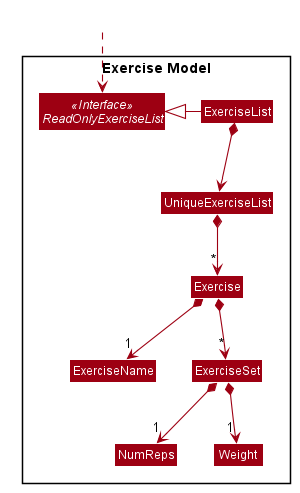 Exercise Model
«Interface»
ReadOnlyExerciseList
ExerciseList
UniqueExerciseList
*
Exercise
1
*
ExerciseName
ExerciseSet
1
1
NumReps
Weight